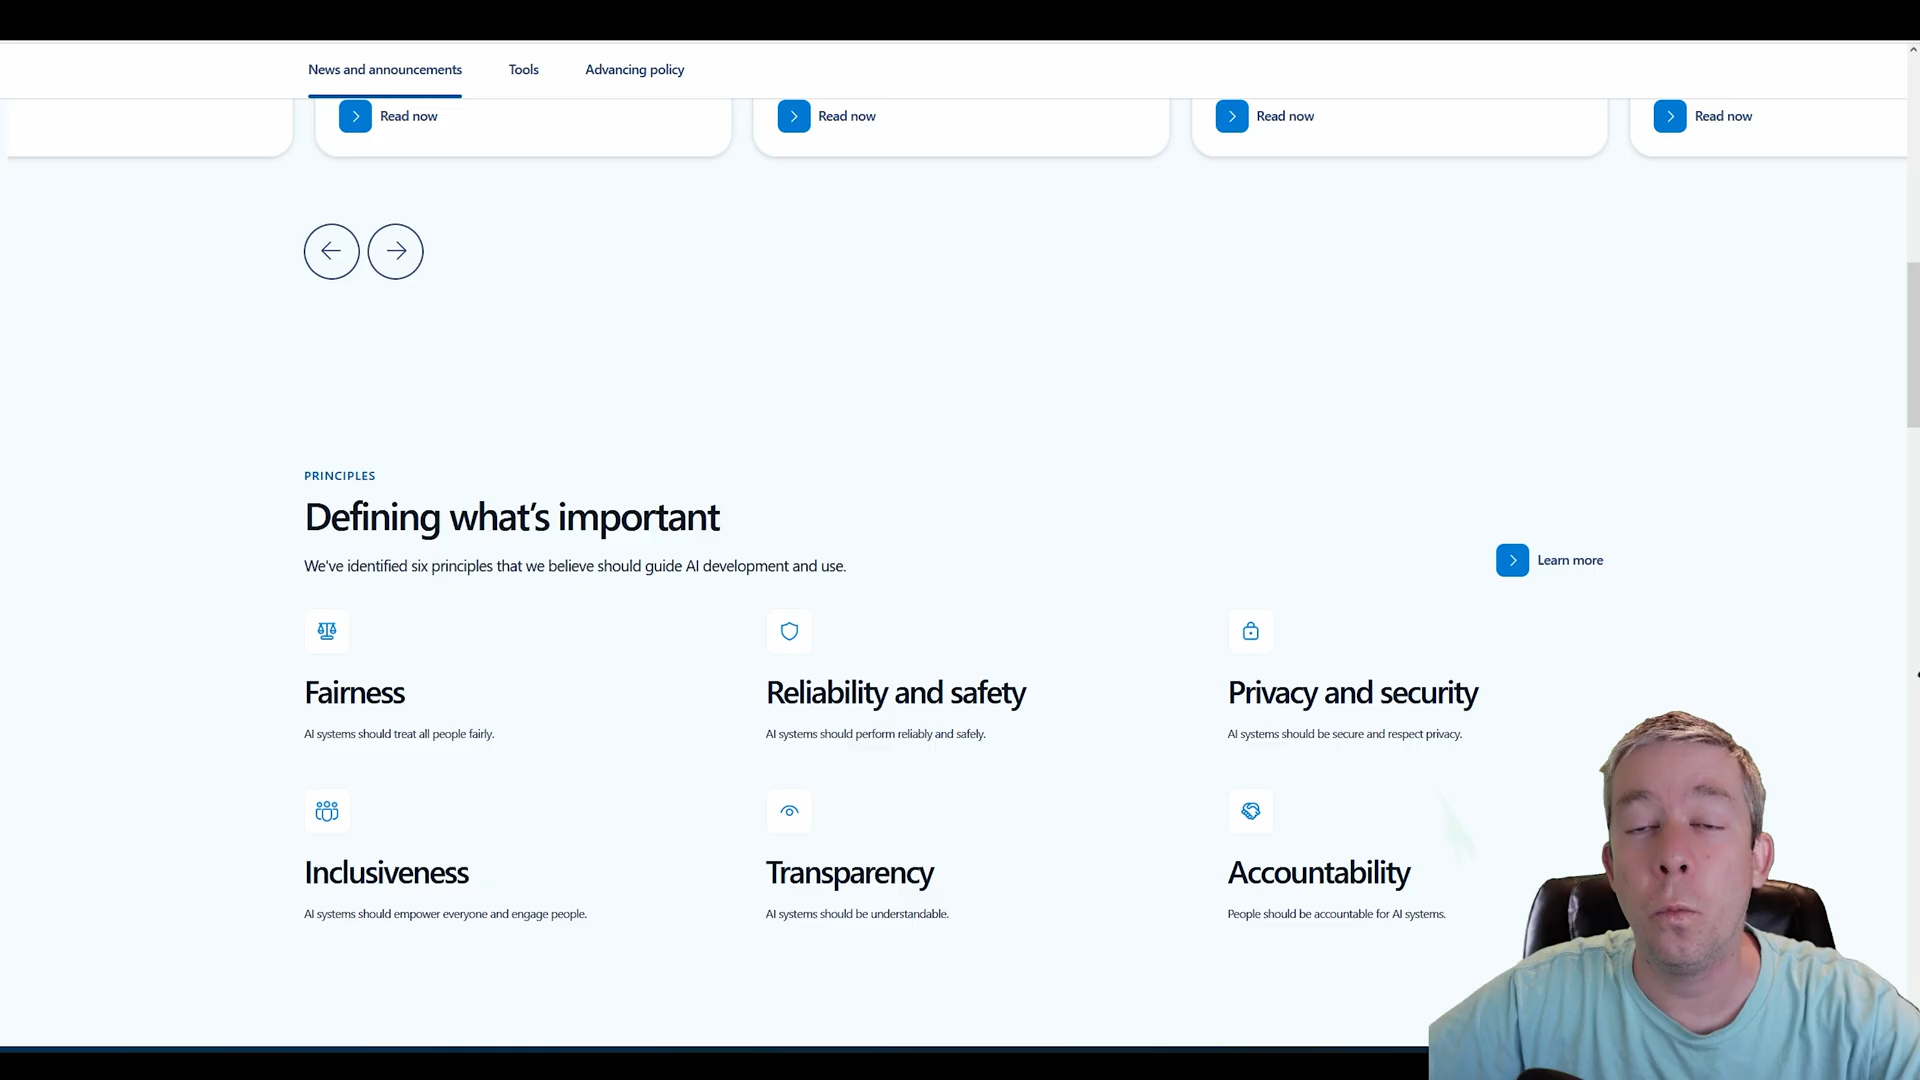 News and announcements
Tools
Advancing policy
Read now
Read now
Read now
Read now
PRINCIPLES
Defining what's important
We've identified six principles that we believe should guide AI development and use.
Learn more
Fairness
AI systems should treat all people fairly.
Reliability and safety
AI systems should perform reliably and safely.
Privacy and security
AI systems should be secure and respect privacy.
Inclusiveness
AI systems should empower everyone and engage people.
Transparency
AI systems should be understandable.
Accountability
People should be accountable for AI systems.